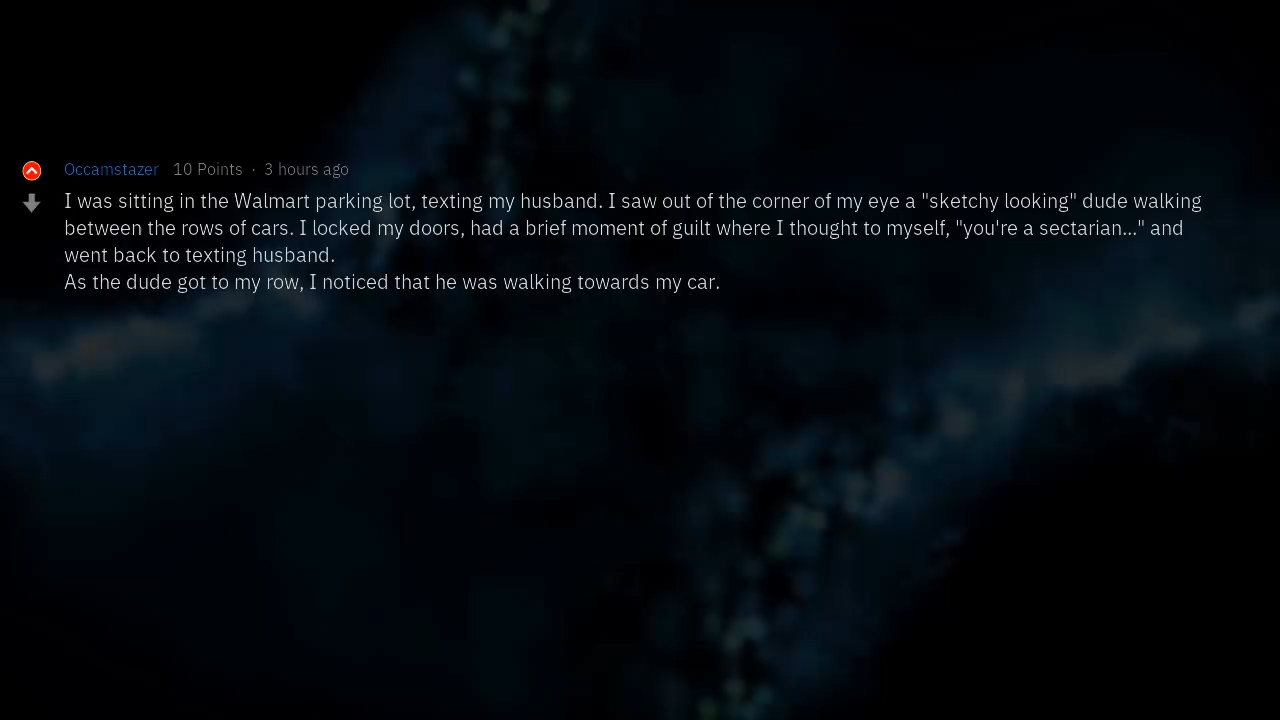 Occamstazer 10 Points · 3 hours ago
I was sitting in the Walmart parking lot, texting my husband. I saw out of the corner of my eye a "sketchy looking" dude walking
between the rows of cars. I locked my doors, had a brief moment of guilt where I thought to myself, "you're a sectarian..." and
went back to texting husband.
As the dude got to my row, I noticed that he was walking towards my car.